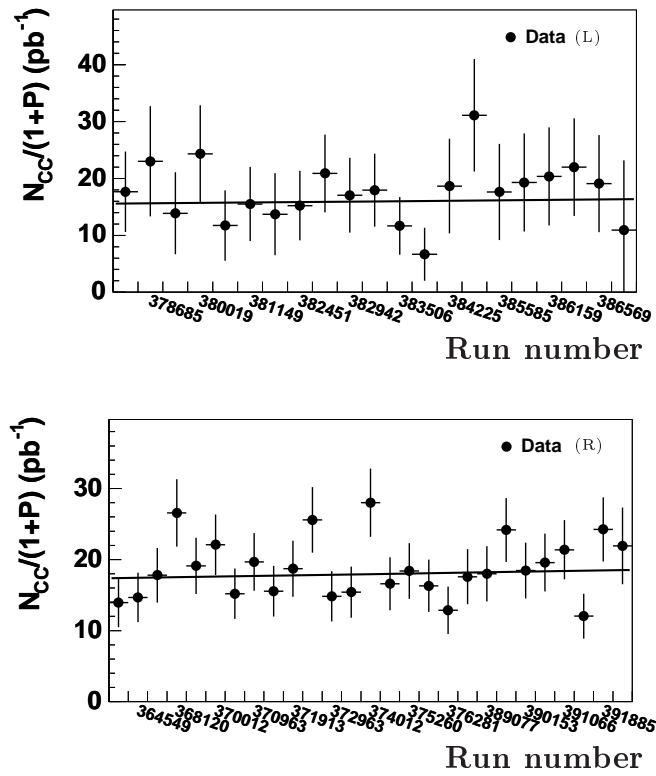 N_CC/(1+P) (pb^-1)
Data (L)
40
30
20
10
0
378685 380019 381149 382451 382942 383506 384225 385585 386159 386569
Run number
N_CC/(1+P) (pb^-1)
Data (R)
30
20
10
0
364549 368120 370012 370963 371913 372963 374012 375260 376281 389077 390153 391066 391885
Run number